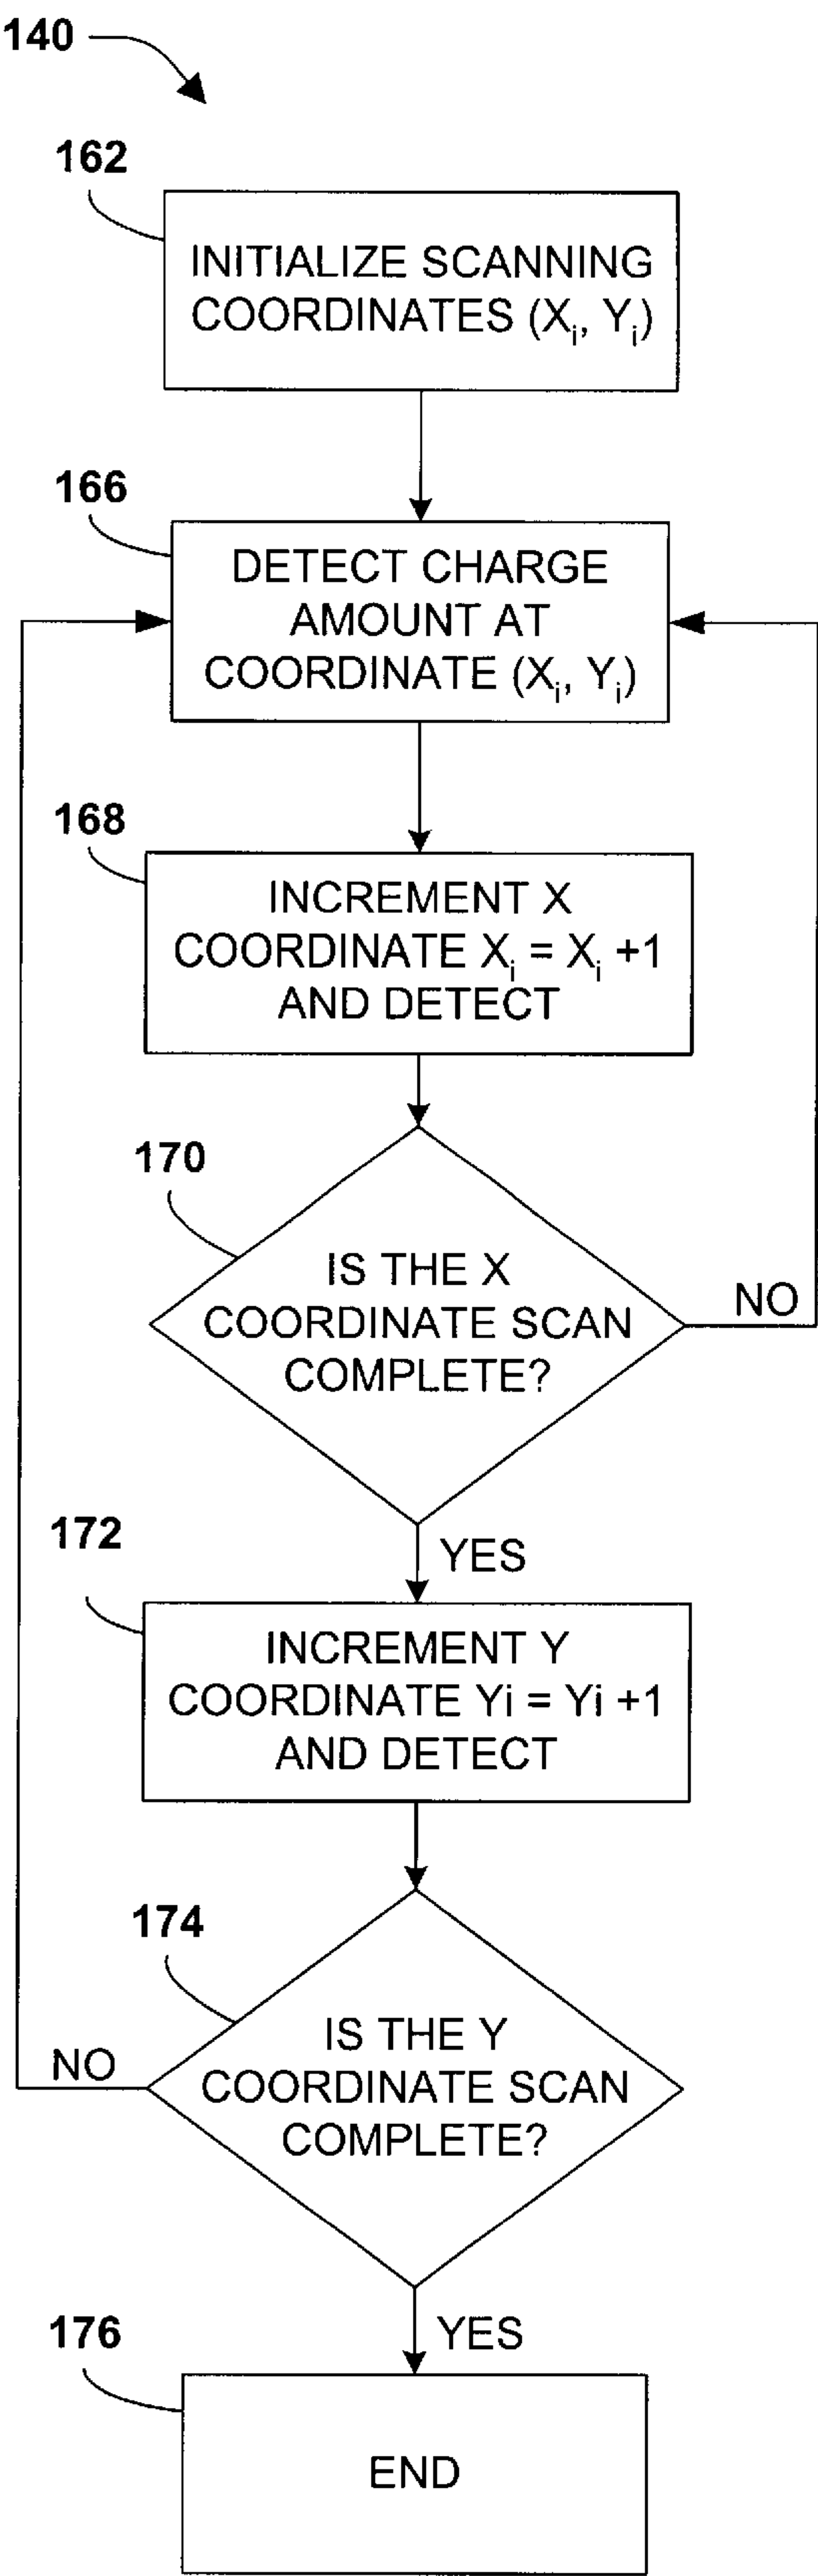 140
162
INITIALIZE SCANNING
COORDINATES (Xi, Yi)
166
DETECT CHARGE
AMOUNT AT
COORDINATE (Xi, Yi)
168
INCREMENT X
COORDINATE Xi = Xi +1
AND DETECT
170
IS THE X
COORDINATE SCAN
COMPLETE?
NO
YES
172
INCREMENT Y
COORDINATE Yi = Yi +1
AND DETECT
174
IS THE Y
COORDINATE SCAN
COMPLETE?
NO
YES
176
END